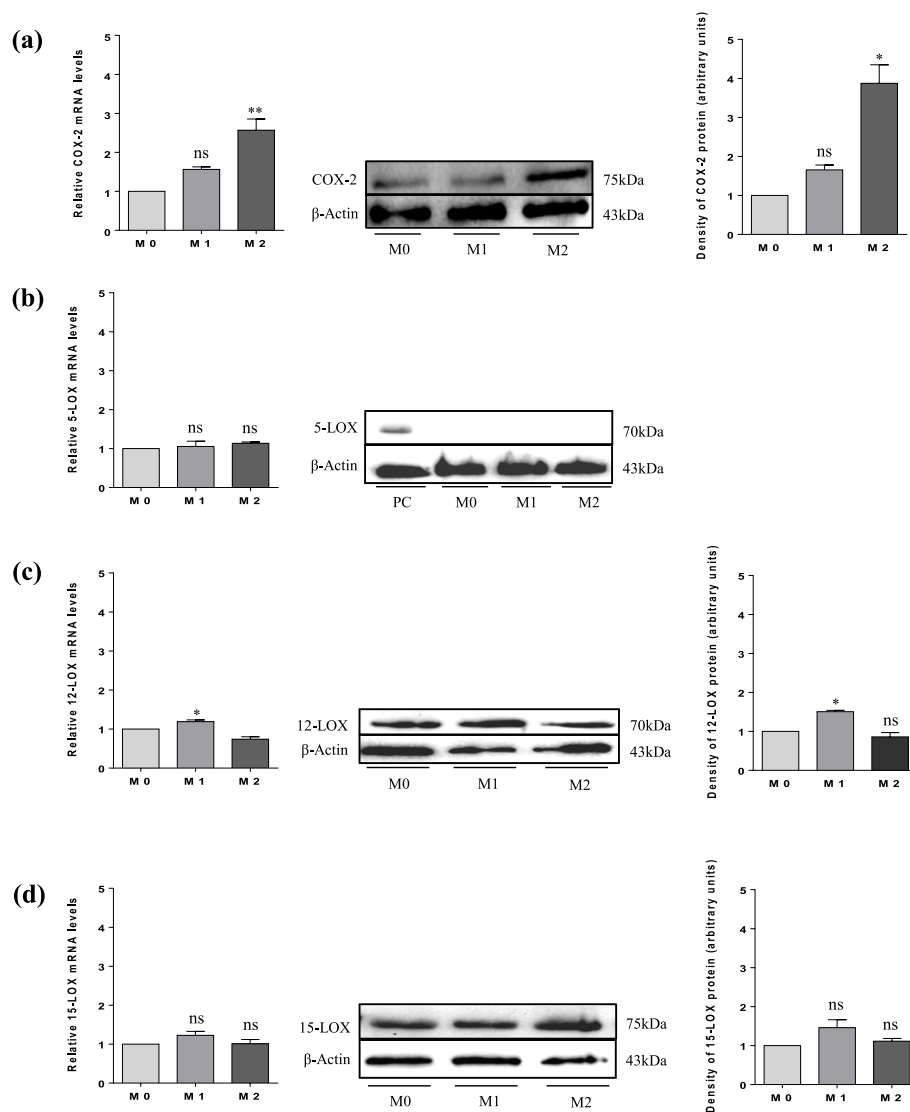 (a)
Relative COX-2 mRNA levels
5
4
3
2
1
0
ns
**
M 0 M 1 M 2
COX-2 75kDa
β-Actin 43kDa
M0 M1 M2
Density of COX-2 protein (arbitrary units)
5
4
3
2
1
0
ns
*
M 0 M 1 M 2
(b)
Relative 5-LOX mRNA levels
5
4
3
2
1
0
ns ns
M 0 M 1 M 2
5-LOX 70kDa
β-Actin 43kDa
PC M0 M1 M2
(c)
Relative 12-LOX mRNA levels
5
4
3
2
1
0
*
M 0 M 1 M 2
12-LOX 70kDa
β-Actin 43kDa
M0 M1 M2
Density of 12-LOX protein (arbitrary units)
5
4
3
2
1
0
*
ns
M 0 M 1 M 2
(d)
Relative 15-LOX mRNA levels
5
4
3
2
1
0
ns ns
M 0 M 1 M 2
15-LOX 75kDa
β-Actin 43kDa
M0 M1 M2
Density of 15-LOX protein (arbitrary units)
5
4
3
2
1
0
ns
ns
M 0 M 1 M 2